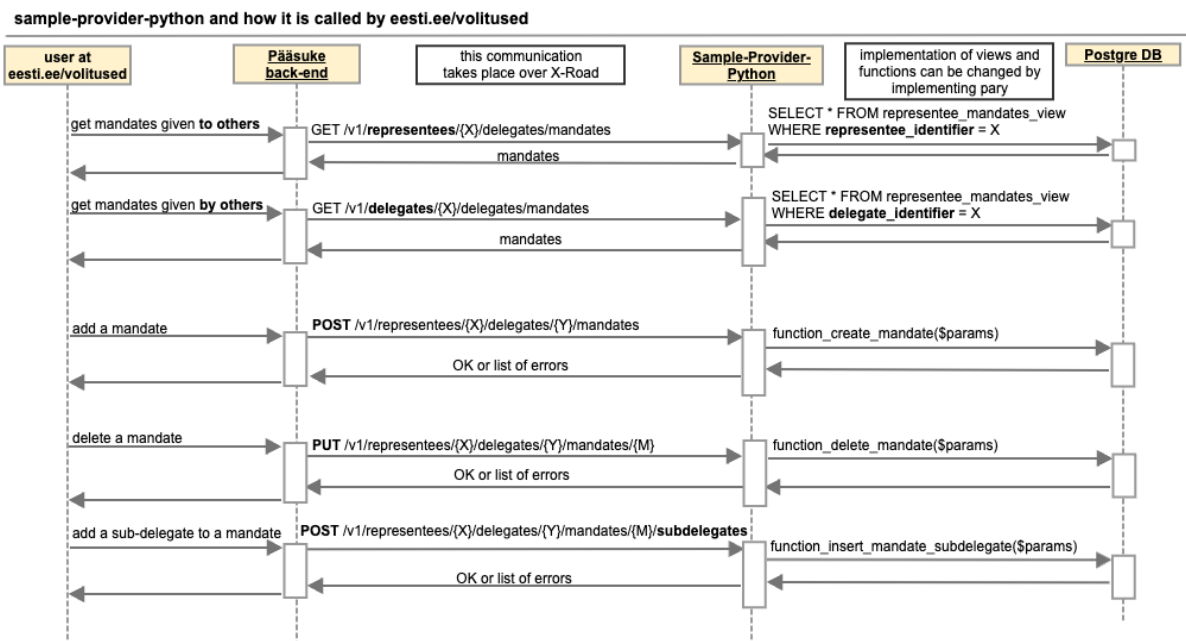 sample-provider-python and how it is called by eesti.ee/volitused
user at
eesti.ee/volitused
Pääsuke
back-end
this communication
takes place over X-Road
Sample-Provider-
Python
implementation of views and
functions can be changed by
implementing pary
Postgre DB
get mandates given to others
GET /v1/representees/{X}/delegates/mandates
SELECT * FROM representee_mandates_view
WHERE representee_identifier = X
mandates
get mandates given by others
GET /v1/delegates/{X}/delegates/mandates
SELECT * FROM representee_mandates_view
WHERE delegate_identifier = X
mandates
add a mandate
POST /v1/representees/{X}/delegates/{Y}/mandates
function_create_mandate($params)
OK or list of errors
delete a mandate
PUT /v1/representees/{X}/delegates/{Y}/mandates/{M}
function_delete_mandate($params)
OK or list of errors
add a sub-delegate to a mandate
POST /v1/representees/{X}/delegates/{Y}/mandates/{M}/subdelegates
function_insert_mandate_subdelegate($params)
OK or list of errors